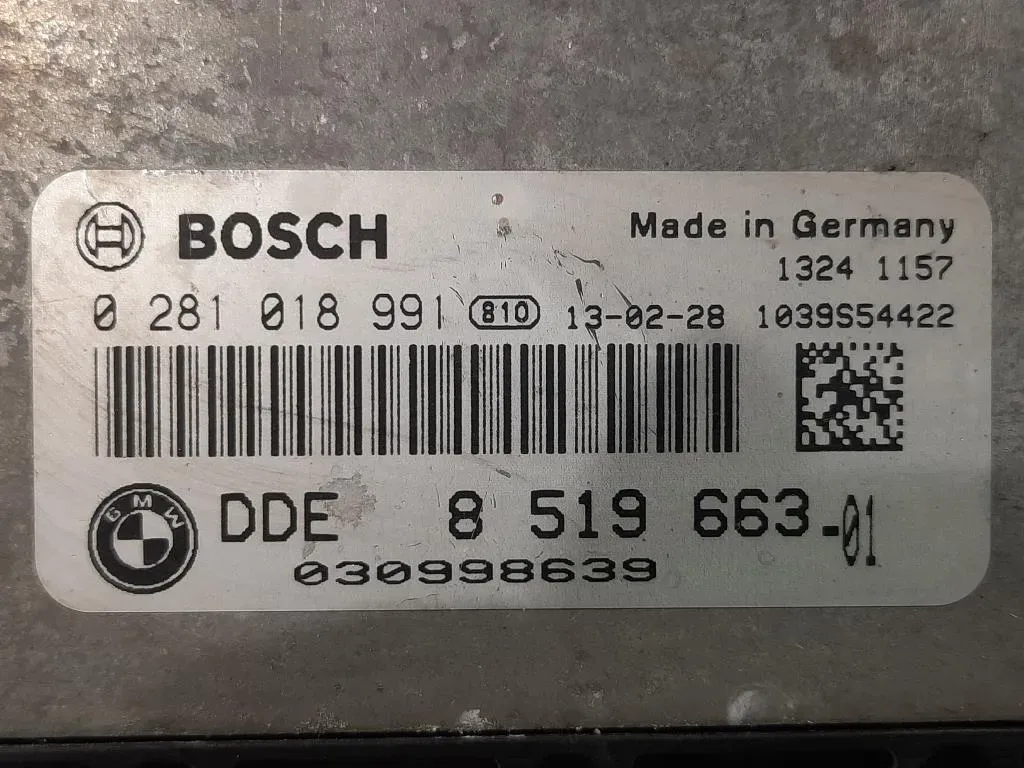 BOSCH
Made in Germany
1324 1157
0 281 018 991 810 13-02-28 1039S54422
BMW DDE 8 519 663-01
030998639